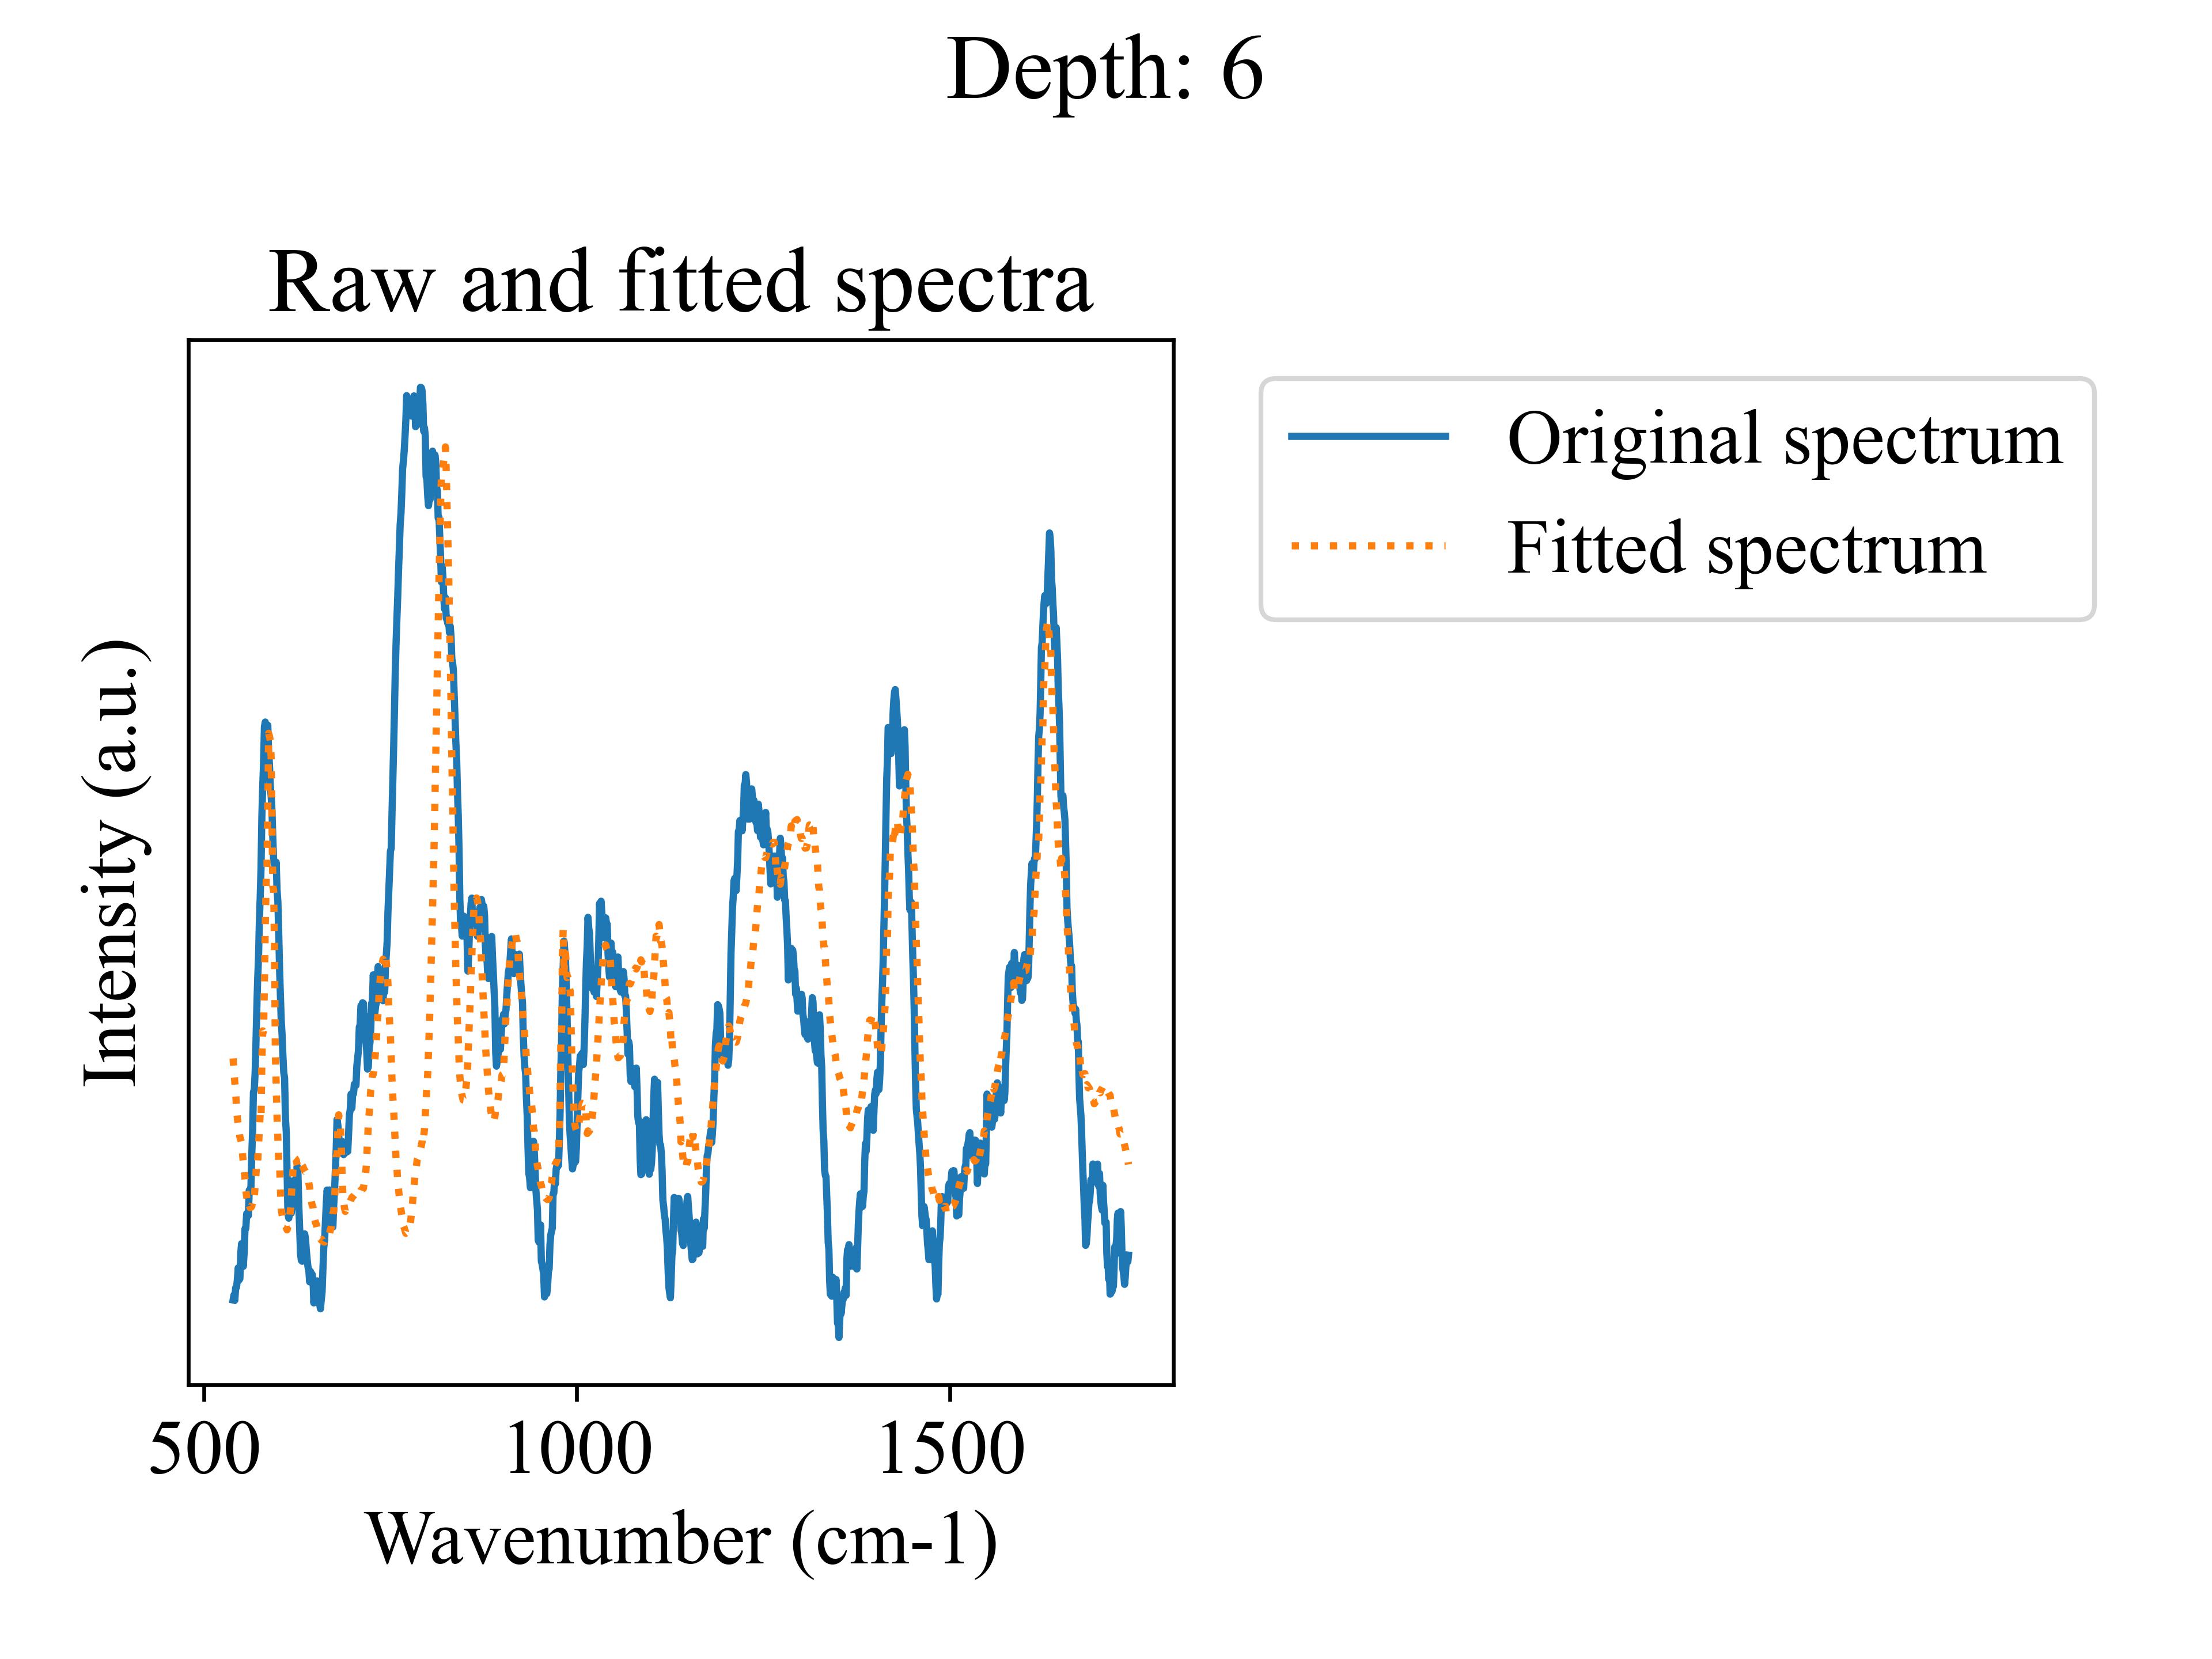 Depth: 6
Raw and fitted spectra
Original spectrum
Fitted spectrum
Intensity (a.u.)
500
1000
1500
Wavenumber (cm-1)